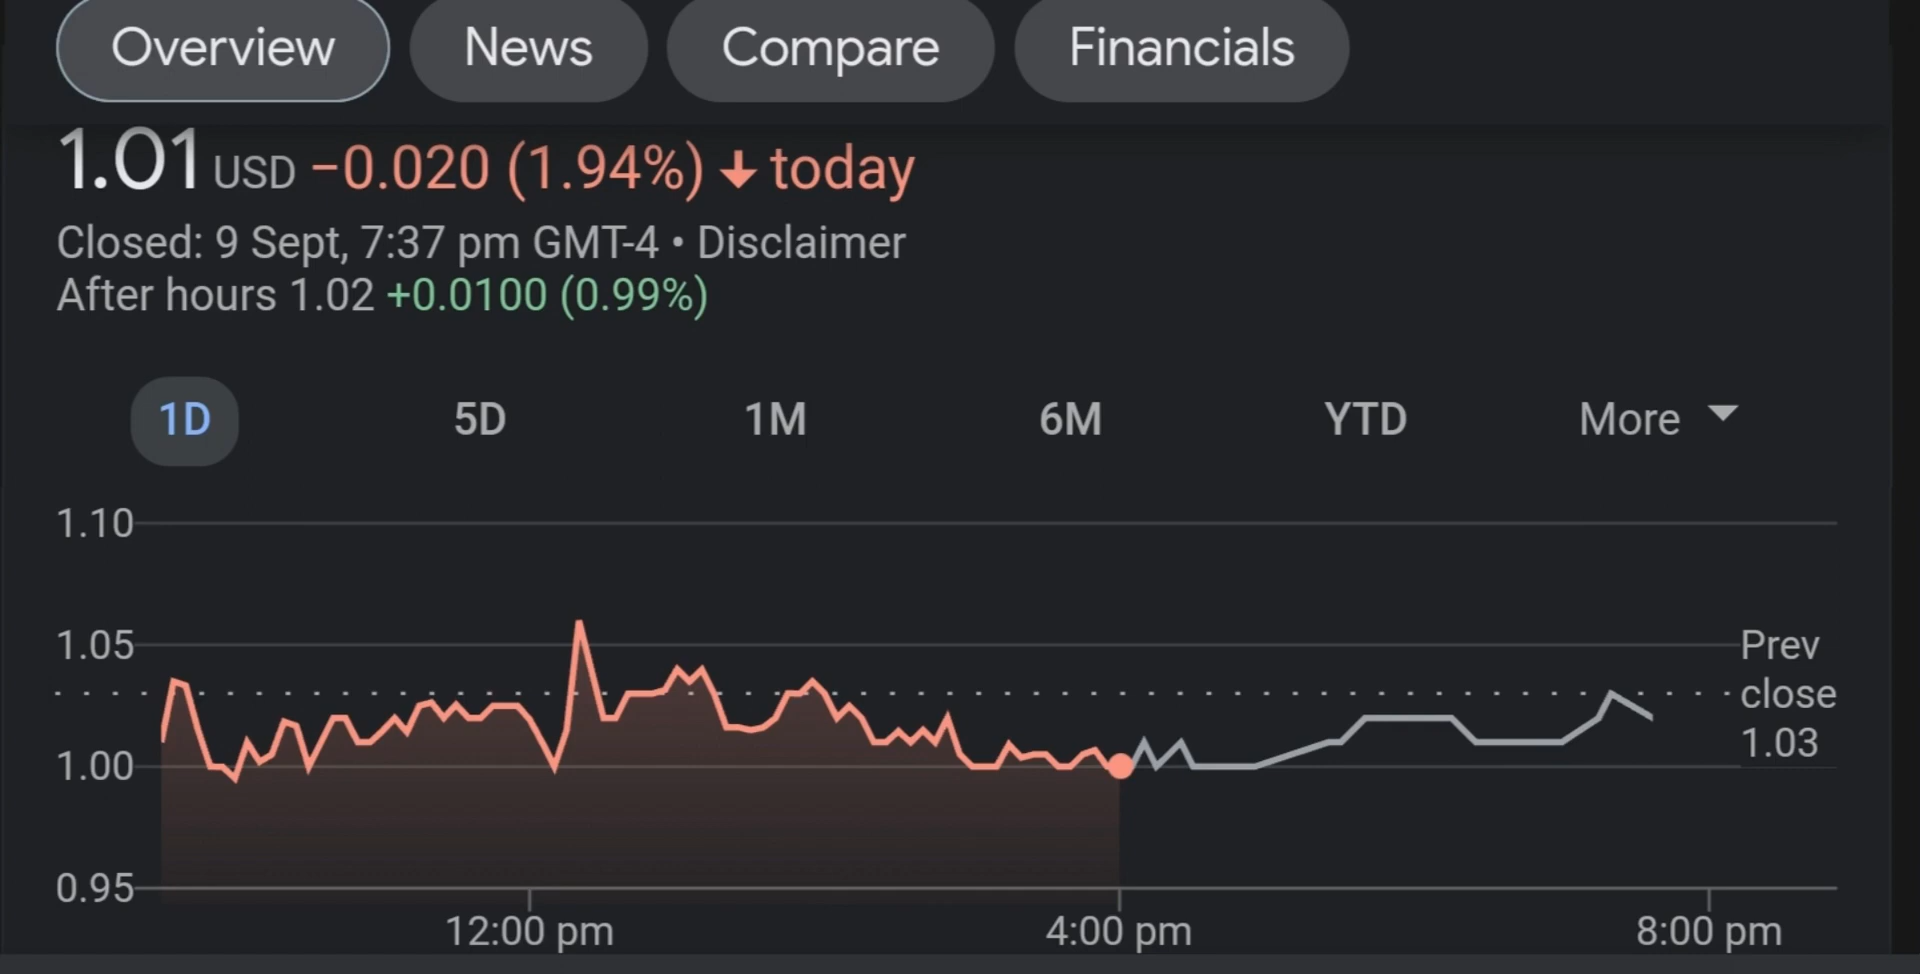 Overview News Compare Financials
1.01 USD −0.020 (1.94%) ↓ today
Closed: 9 Sept, 7:37 pm GMT-4 • Disclaimer
After hours 1.02 +0.0100 (0.99%)
1D 5D 1M 6M YTD More
1.10
1.05
1.00
0.95
Prev
close
1.03
12:00 pm 4:00 pm 8:00 pm